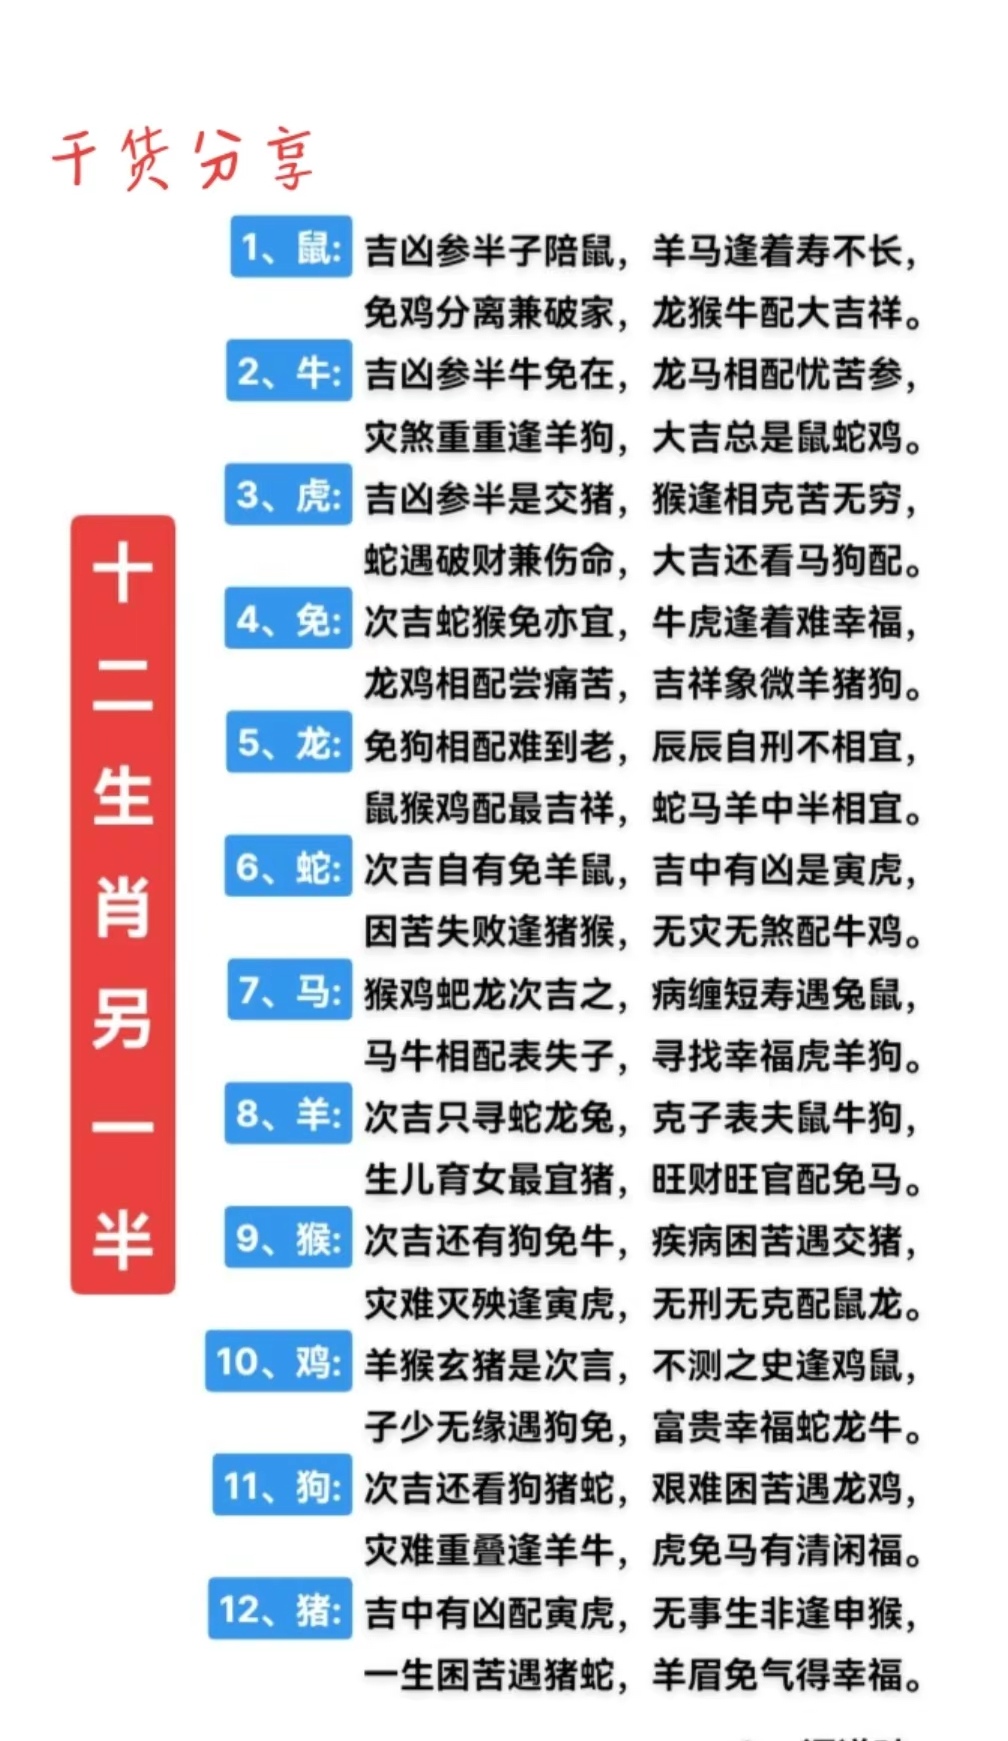 干货分享
十二生肖另一半
1、鼠: 吉凶参半子陪鼠，羊马逢着寿不长，
免鸡分离兼破家，龙猴牛配大吉祥。
2、牛: 吉凶参半牛免在，龙马相配忧苦参，
灾煞重重逢羊狗，大吉总是鼠蛇鸡。
3、虎: 吉凶参半是交猪，猴逢相克苦无穷，
蛇遇破财兼伤命，大吉还看马狗配。
4、免: 次吉蛇猴免亦宜，牛虎逢着难幸福，
龙鸡相配尝痛苦，吉祥象微羊猪狗。
5、龙: 免狗相配难到老，辰辰自刑不相宜，
鼠猴鸡配最吉祥，蛇马羊中半相宜。
6、蛇: 次吉自有免羊鼠，吉中有凶是寅虎，
因苦失败逢猪猴，无灾无煞配牛鸡。
7、马: 猴鸡蚆龙次吉之，病缠短寿遇兔鼠，
马牛相配表失子，寻找幸福虎羊狗。
8、羊: 次吉只寻蛇龙兔，克子表夫鼠牛狗，
生儿育女最宜猪，旺财旺官配免马。
9、猴: 次吉还有狗免牛，疾病困苦遇交猪，
灾难灭殃逢寅虎，无刑无克配鼠龙。
10、鸡: 羊猴玄猪是次言，不测之史逢鸡鼠，
子少无缘遇狗免，富贵幸福蛇龙牛。
11、狗: 次吉还看狗猪蛇，艰难困苦遇龙鸡，
灾难重叠逢羊牛，虎免马有清闲福。
12、猪: 吉中有凶配寅虎，无事生非逢申猴，
一生困苦遇猪蛇，羊眉免气得幸福。